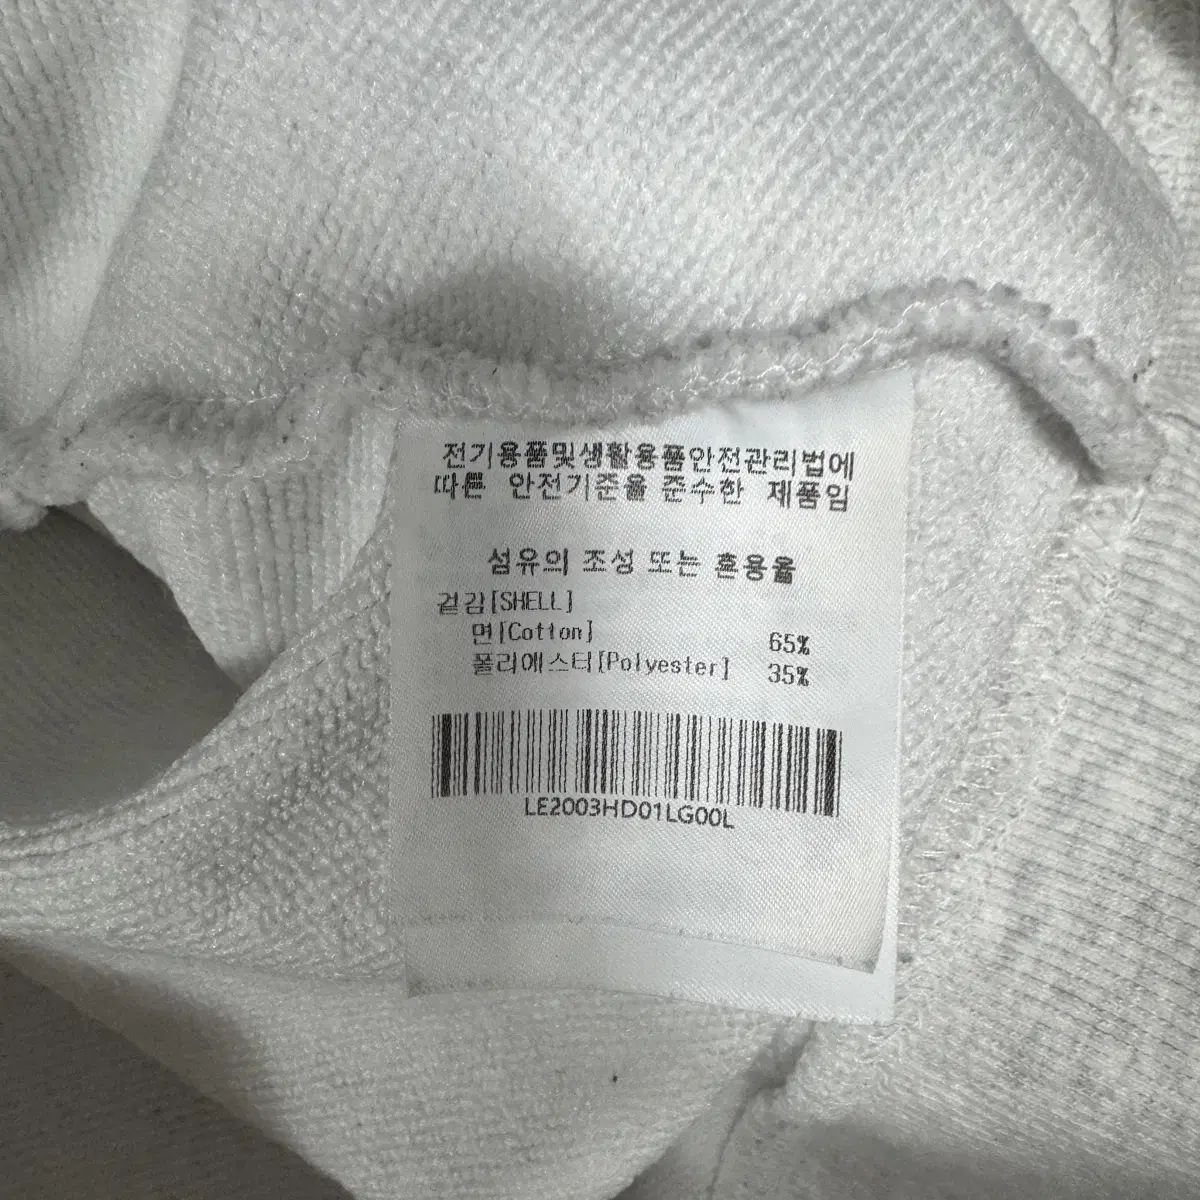 전기용품및생활용품안전관리법에
따른 안전기준을 준수한 제품임
섬유의 조성 또는 혼용율
겉감[SHELL]
면[Cotton] 65%
폴리에스터[Polyester] 35%
LE2003HD01LG00L